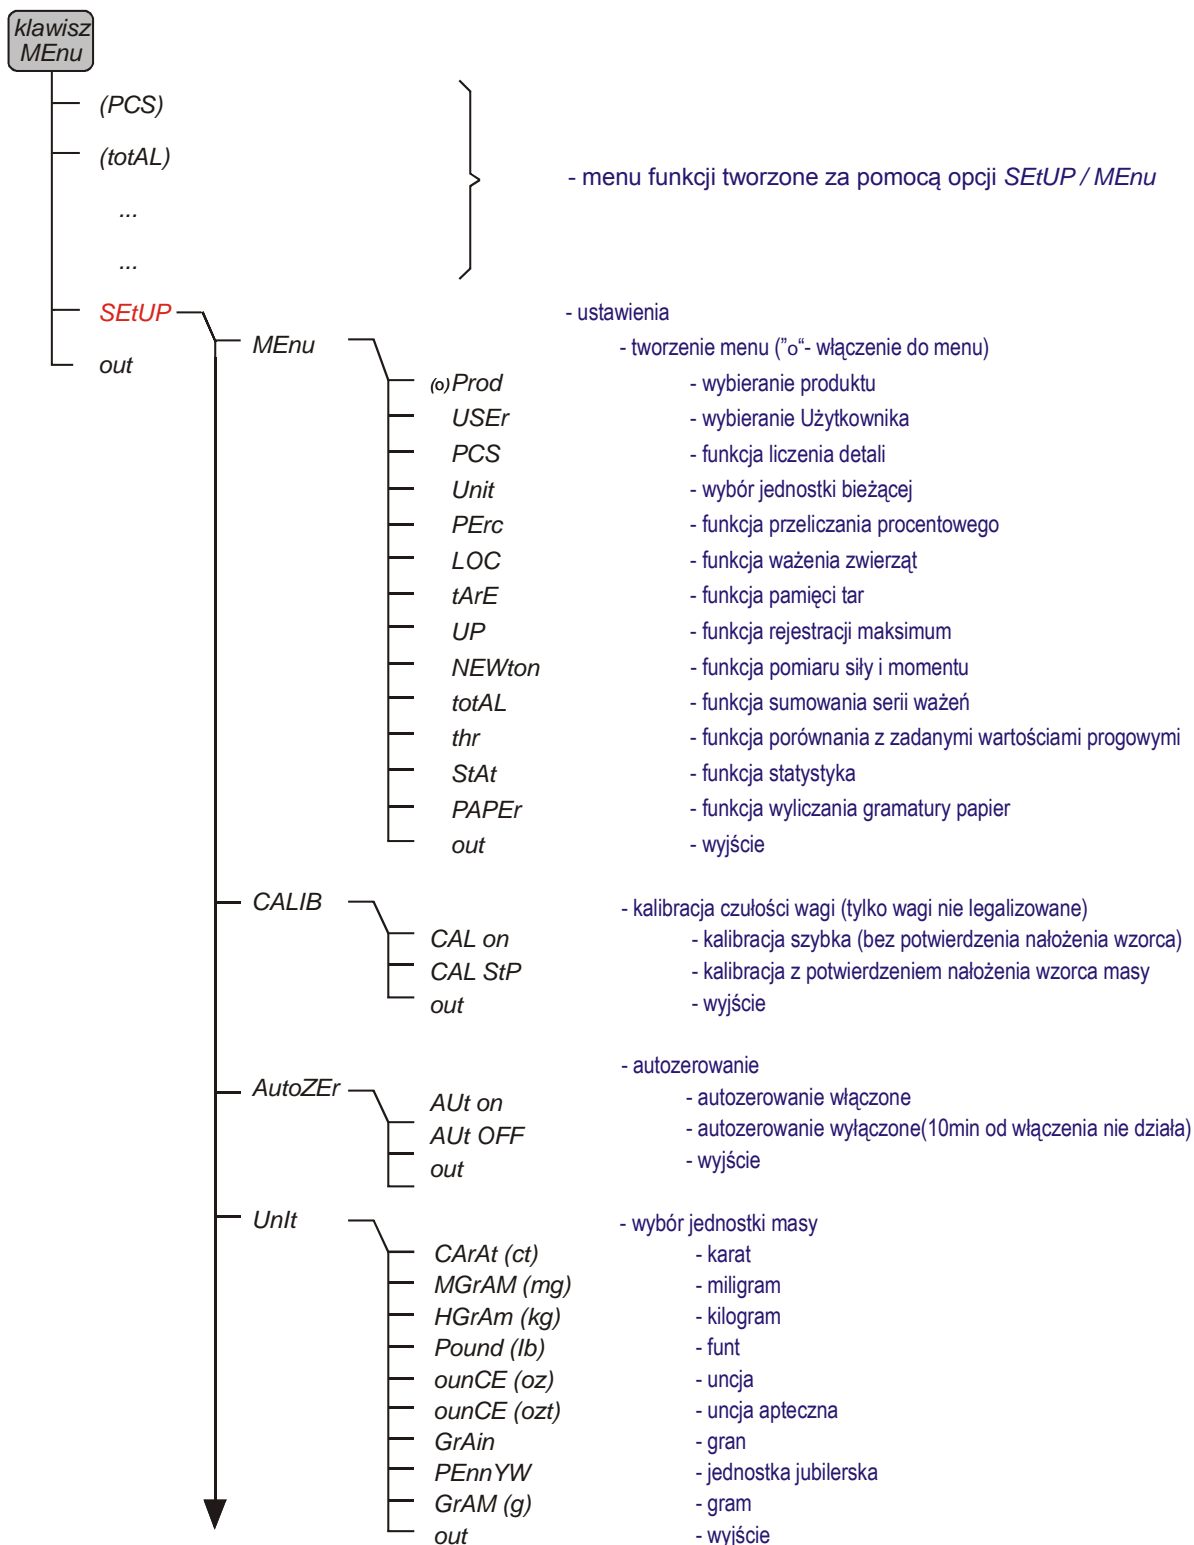 klawisz
MEnu
(PCS)
(totAL)
- menu funkcji tworzone za pomocą opcji SEtUP / MEnu
...
...
SEtUP - ustawienia
MEnu - tworzenie menu (”o“- włączenie do menu)
out
(o) Prod - wybieranie produktu
USEr - wybieranie Użytkownika
PCS - funkcja liczenia detali
Unit - wybór jednostki bieżącej
PErc - funkcja przeliczania procentowego
LOC - funkcja ważenia zwierząt
tArE - funkcja pamięci tar
UP - funkcja rejestracji maksimum
NEWton - funkcja pomiaru siły i momentu
totAL - funkcja sumowania serii ważeń
thr - funkcja porównania z zadanymi wartościami progowymi
StAt - funkcja statystyka
PAPEr - funkcja wyliczania gramatury papier
out - wyjście
CALIB - kalibracja czułości wagi (tylko wagi nie legalizowane)
CAL on - kalibracja szybka (bez potwierdzenia nałożenia wzorca)
CAL StP - kalibracja z potwierdzeniem nałożenia wzorca masy
out - wyjście
AutoZEr - autozerowanie
AUt on - autozerowanie włączone
AUt OFF - autozerowanie wyłączone(10min od włączenia nie działa)
out - wyjście
UnIt - wybór jednostki masy
CArAt (ct) - karat
MGrAM (mg) - miligram
HGrAm (kg) - kilogram
Pound (lb) - funt
ounCE (oz) - uncja
ounCE (ozt) - uncja apteczna
GrAin - gran
PEnnYW - jednostka jubilerska
GrAM (g) - gram
out - wyjście